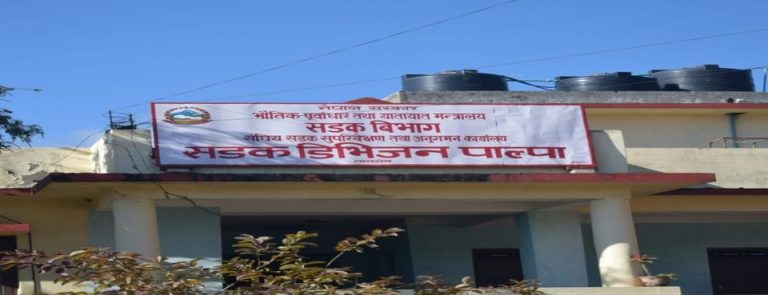 नेपाल सरकार
भौतिक पूर्वाधार तथा यातायात मन्त्रालय
सडक बिभाग
संघिय सडक सुपरिवेक्षण तथा अनुगमन कार्यालय
सडक डिभिजन पाल्पा